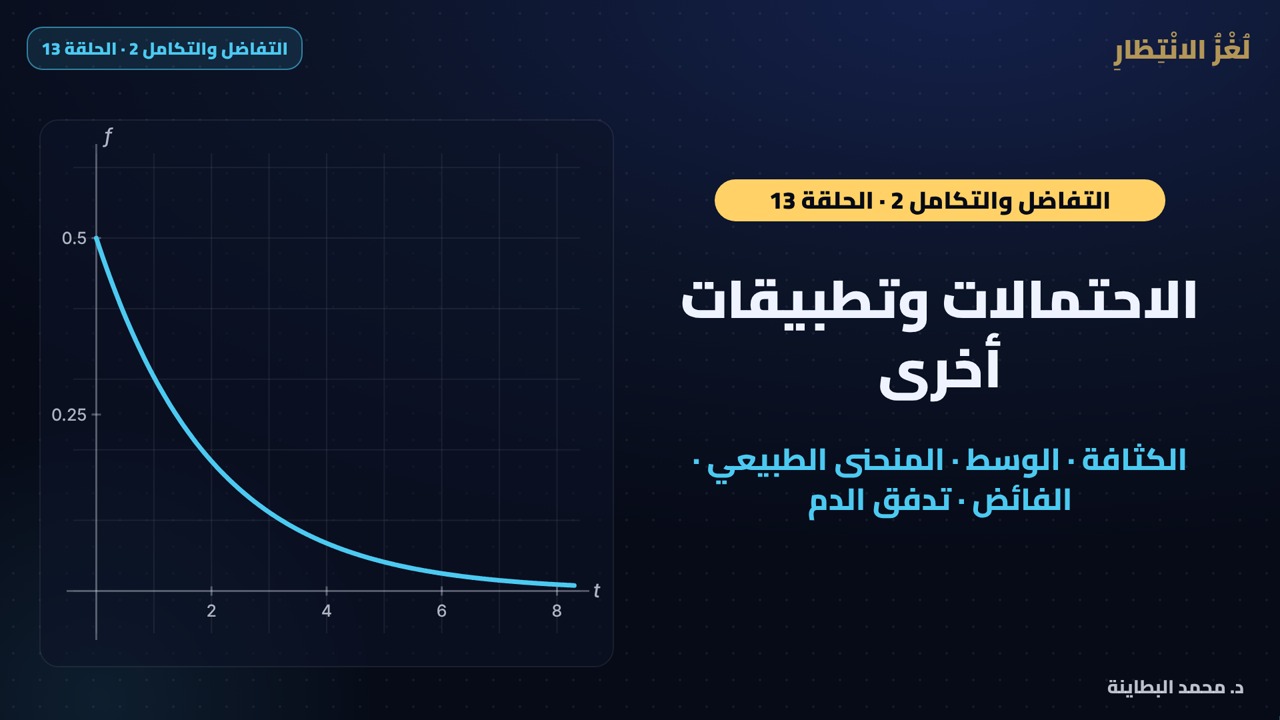 لُغْزُ الانْتِظارِ
التفاضل والتكامل 2 · الحلقة 13
التفاضل والتكامل 2 · الحلقة 13
الاحتمالات وتطبيقات
أخرى
الكثافة · الوسط · المنحنى الطبيعي ·
الفائض · تدفق الدم
f
0.5
0.25
2 4 6 8
t
د. محمد البطاينة